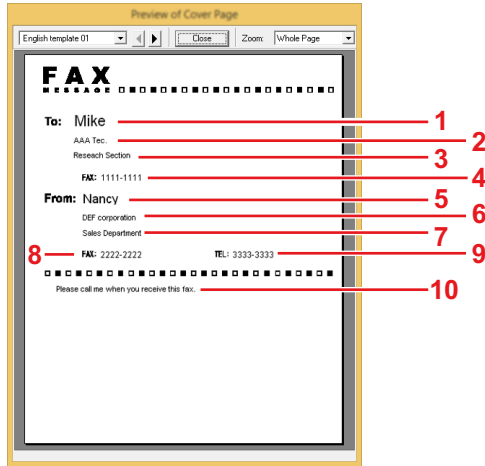 Preview of Cover Page
English template 01 Close Zoom: Whole Page
FAX
MESSAGE
To: Mike 1
AAA Tec. 2
Reseach Section 3
FAX: 1111-1111 4
From: Nancy 5
DEF corporation 6
Sales Department 7
8 FAX: 2222-2222 TEL: 3333-3333 9
Please call me when you receive this fax. 10